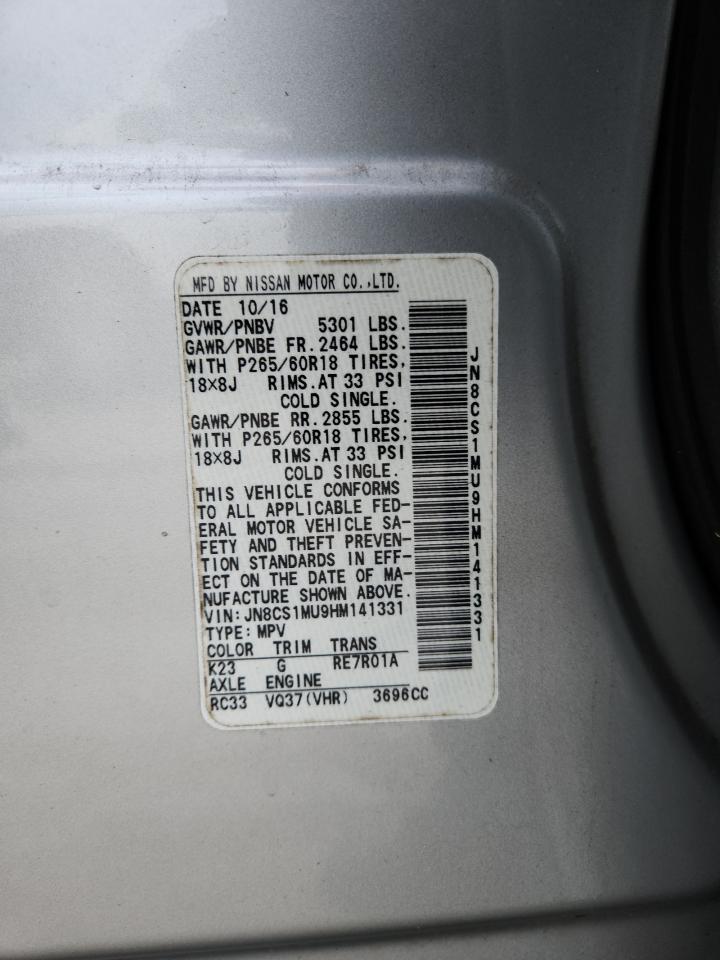 MFD BY NISSAN MOTOR CO.,LTD.
DATE 10/16
GVWR/PNBV 5301 LBS.
GAWR/PNBE FR. 2464 LBS.
WITH P265/60R18 TIRES,
18×8J RIMS. AT 33 PSI
COLD SINGLE.
GAWR/PNBE RR. 2855 LBS.
WITH P265/60R18 TIRES,
18×8J RIMS. AT 33 PSI
COLD SINGLE.
THIS VEHICLE CONFORMS
TO ALL APPLICABLE FED-
ERAL MOTOR VEHICLE SA-
FETY AND THEFT PREVEN-
TION STANDARDS IN EFF-
ECT ON THE DATE OF MA-
NUFACTURE SHOWN ABOVE.
VIN: JN8CS1MU9HM141331
TYPE: MPV
COLOR TRIM TRANS
K23 G RE7R01A
AXLE ENGINE
RC33 VQ37(VHR) 3696CC
JN8CS1MU9HM141331